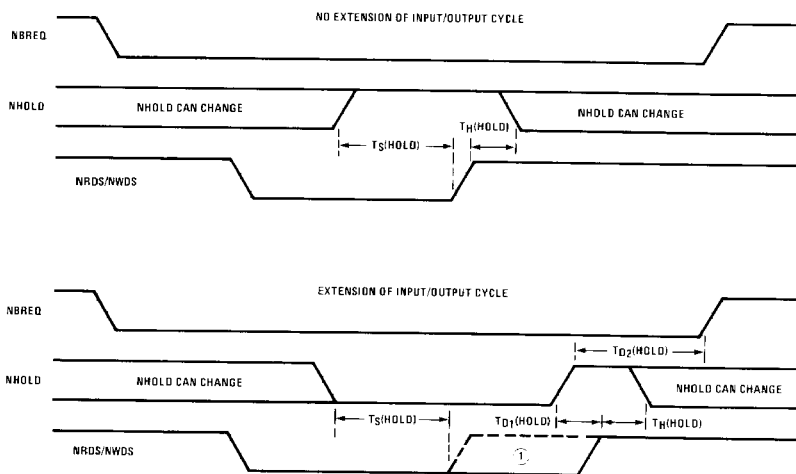 NO EXTENSION OF INPUT/OUTPUT CYCLE
NBREQ
NHOLD
NHOLD CAN CHANGE
NHOLD CAN CHANGE
TS(HOLD)
TH(HOLD)
NRDS/NWDS
EXTENSION OF INPUT/OUTPUT CYCLE
NBREQ
TD2(HOLD)
NHOLD
NHOLD CAN CHANGE
NHOLD CAN CHANGE
TS(HOLD)
TD1(HOLD)
TH(HOLD)
NRDS/NWDS
1